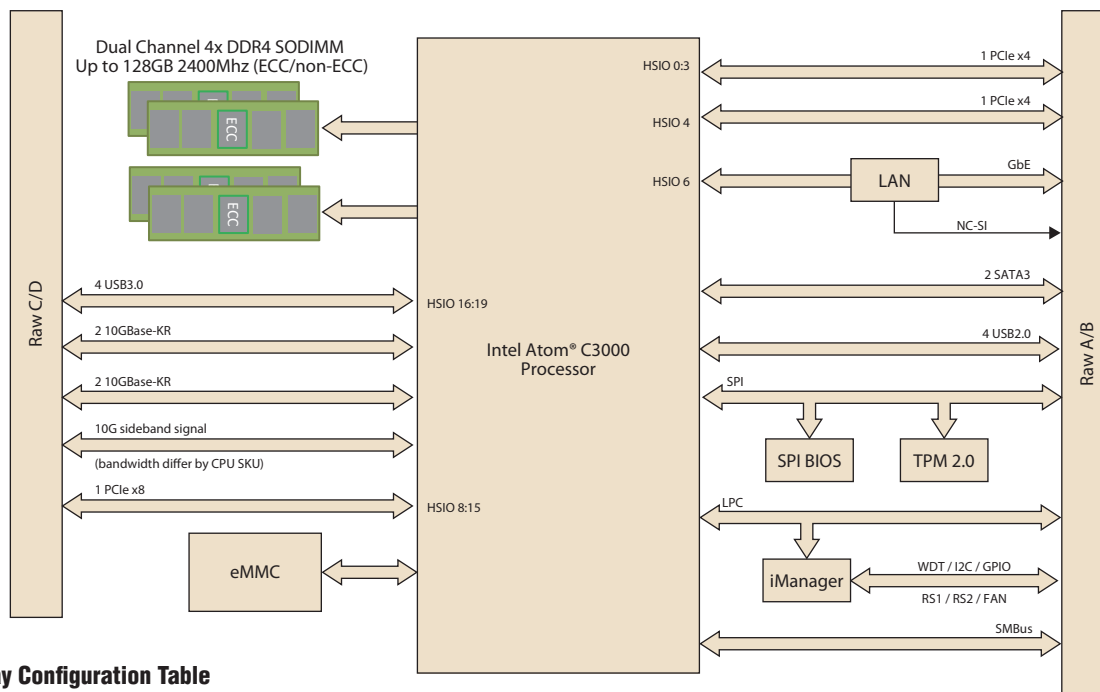 Dual Channel 4x DDR4 SODIMM
Up to 128GB 2400Mhz (ECC/non-ECC)
ECC
ECC
Raw C/D
4 USB3.0
2 10GBase-KR
2 10GBase-KR
10G sideband signal
(bandwidth differ by CPU SKU)
1 PCIe x8
eMMC
HSIO 16:19
HSIO 8:15
Intel Atom® C3000
Processor
HSIO 0:3
HSIO 4
HSIO 6
1 PCIe x4
1 PCIe x4
LAN
GbE
NC-SI
2 SATA3
4 USB2.0
SPI
SPI BIOS
TPM 2.0
LPC
iManager
WDT / I2C / GPIO
RS1 / RS2 / FAN
SMBus
Raw A/B
Configuration Table